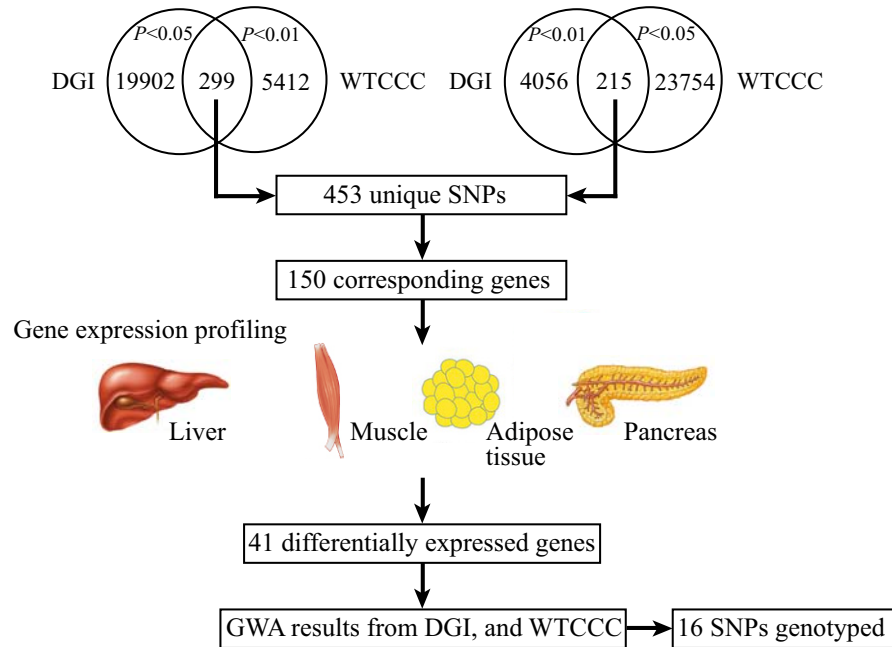 P<0.05 P<0.01
DGI 19902 299 5412 WTCCC
P<0.01 P<0.05
DGI 4056 215 23754 WTCCC
453 unique SNPs
150 corresponding genes
Gene expression profiling
Liver
Muscle
Adipose
tissue
Pancreas
41 differentially expressed genes
GWA results from DGI, and WTCCC
16 SNPs genotyped